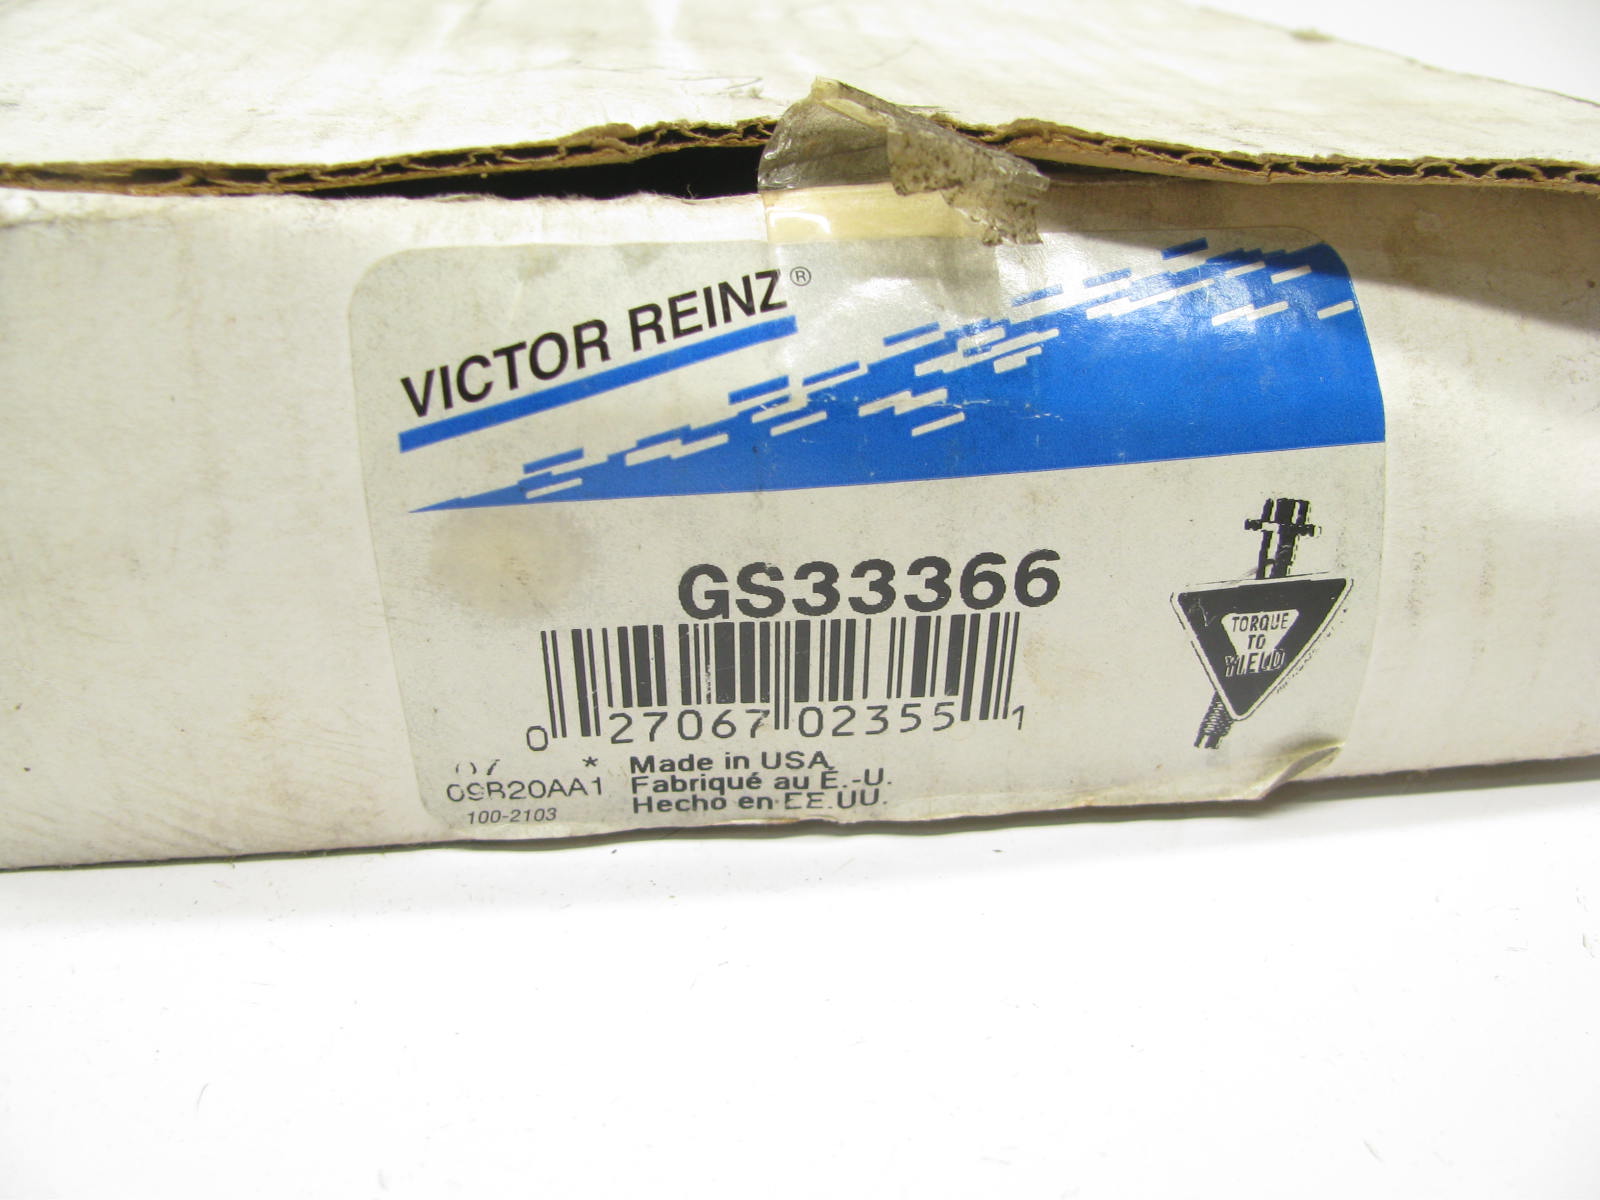 VICTOR REINZ®
GS33366
TORQUE
TO
YIELD
0 27067 02355 1
07 * Made in USA
09B20AA1 Fabriqué au É.-U.
100-2103 Hecho en EE.UU.